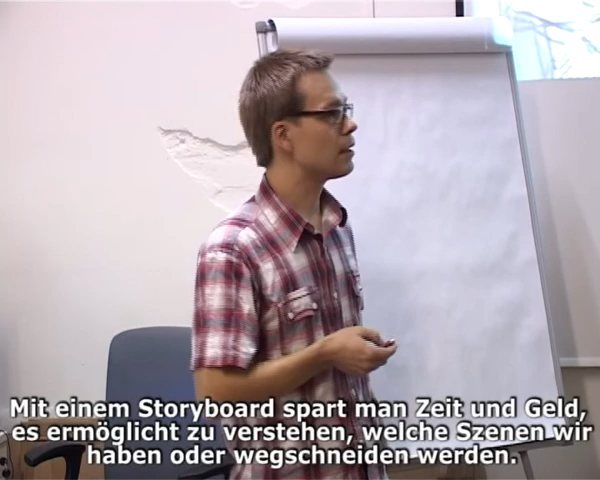 Mit einem Storyboard spart man Zeit und Geld,
es ermöglicht zu verstehen, welche Szenen wir
haben oder wegschneiden werden.